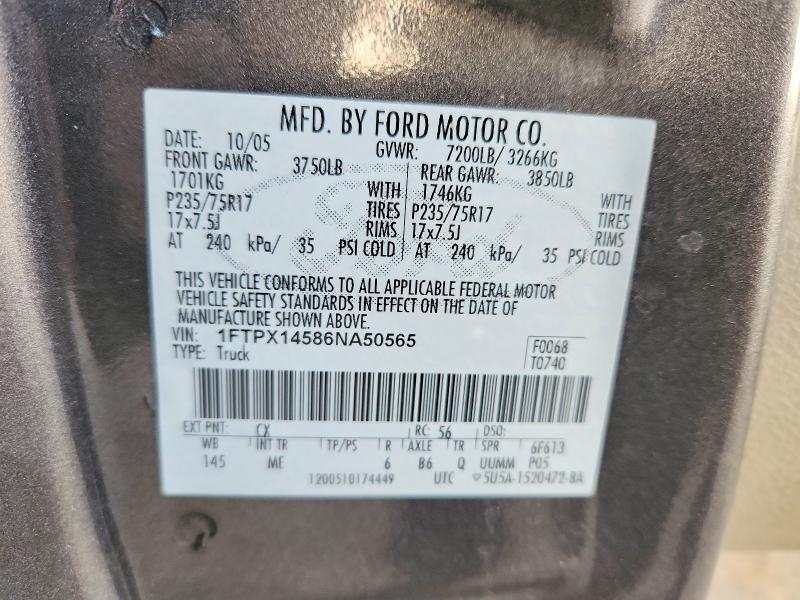 MFD. BY FORD MOTOR CO.
DATE: 10/05 GVWR: 7200LB/ 3266KG
FRONT GAWR: 3750LB REAR GAWR: 3850LB
1701KG WITH 1746KG WITH
P235/75R17 TIRES P235/75R17 TIRES
17x7.5J RIMS 17x7.5J RIMS
AT 240 kPa/ 35 PSI COLD AT 240 kPa/ 35 PSI COLD
THIS VEHICLE CONFORMS TO ALL APPLICABLE FEDERAL MOTOR
VEHICLE SAFETY STANDARDS IN EFFECT ON THE DATE OF
MANUFACTURE SHOWN ABOVE.
VIN: 1FTPX14586NA50565
TYPE: Truck
F0068
T0740
EXT PNT: CX RC: 56 DSO:
WB INT TR TP/PS R AXLE TR SPR 6F613
145 ME 6 B6 Q UUMM P05
1200510174449 UTC 5U5A-1520472-BA